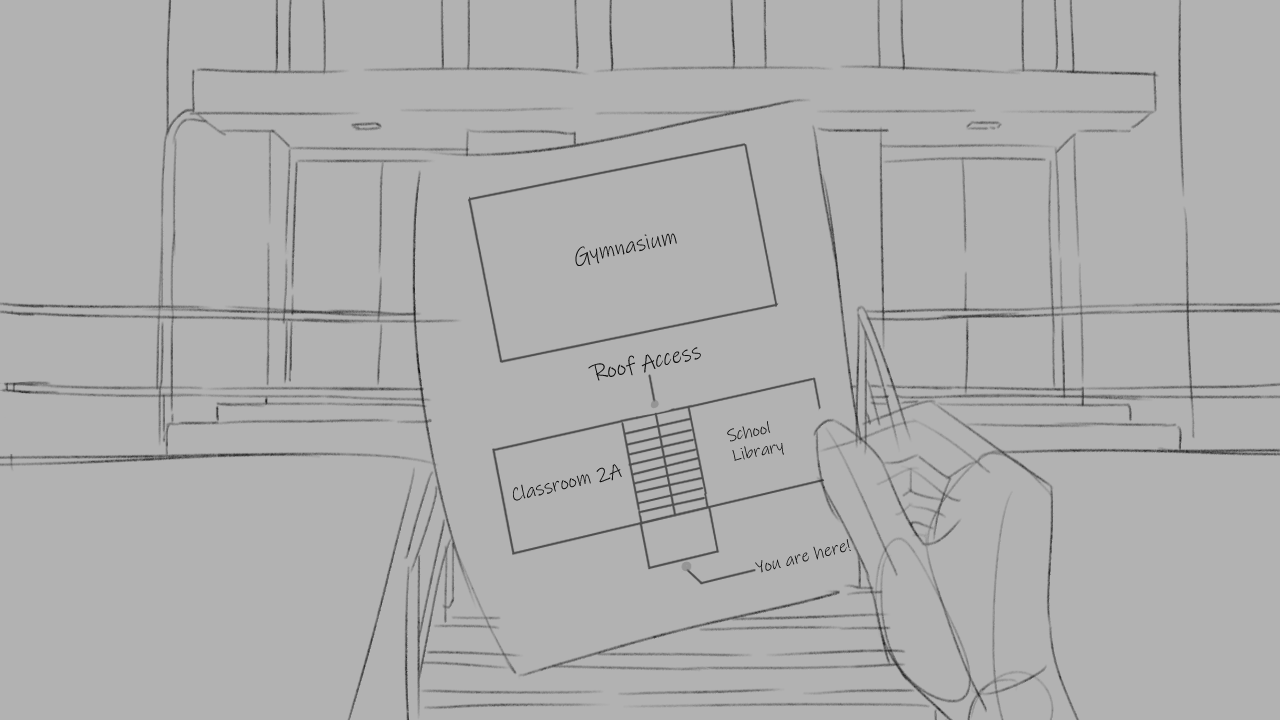 Gymnasium
Roof Access
School
Library
Classroom 2A
You are here!